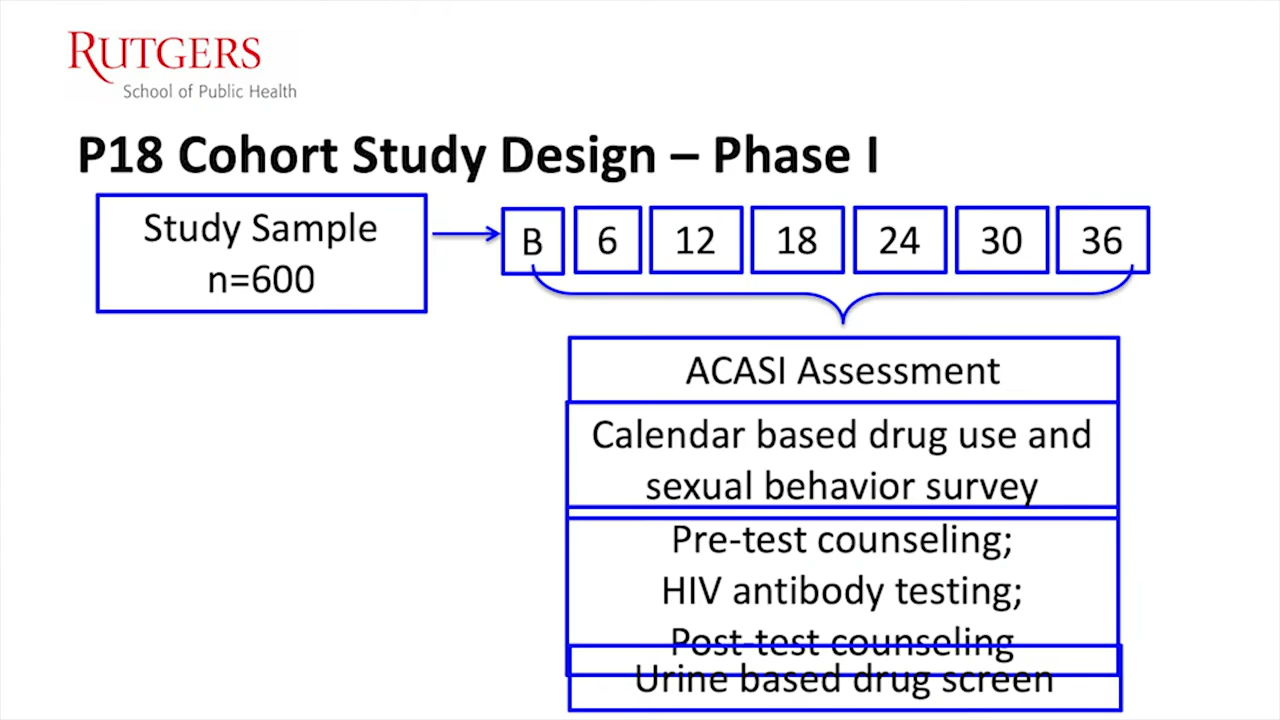 RUTGERS
School of Public Health
P18 Cohort Study Design – Phase I
Study Sample
n=600
B 6 12 18 24 30 36
ACASI Assessment
Calendar based drug use and
sexual behavior survey
Pre-test counseling;
HIV antibody testing;
Post-test counseling
Urine based drug screen